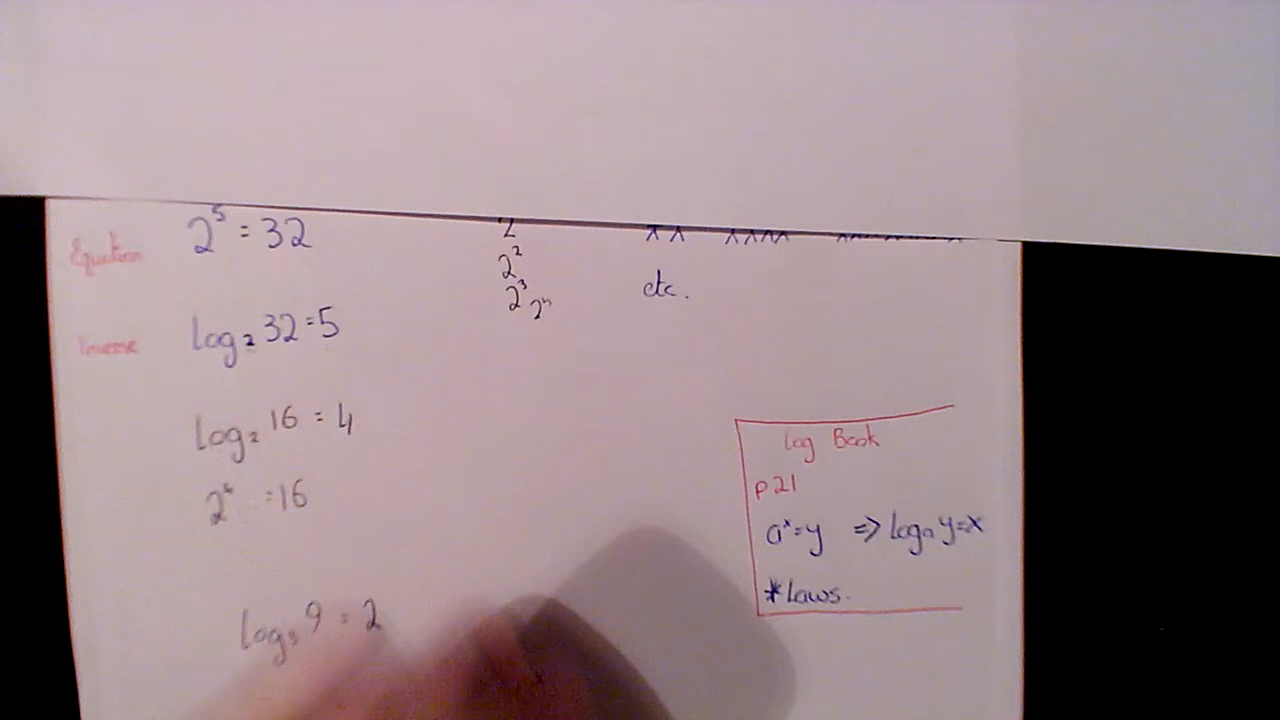 Equation 2⁵ = 32
Inverse log₂ 32 = 5
log₂ 16 = 4
2⁴ = 16
log₃ 9 = 2
2
2²
2³ 2ⁿ
etc.
Log Book
p21
aˣ = y ⇒ logₐ y = x
*Laws.